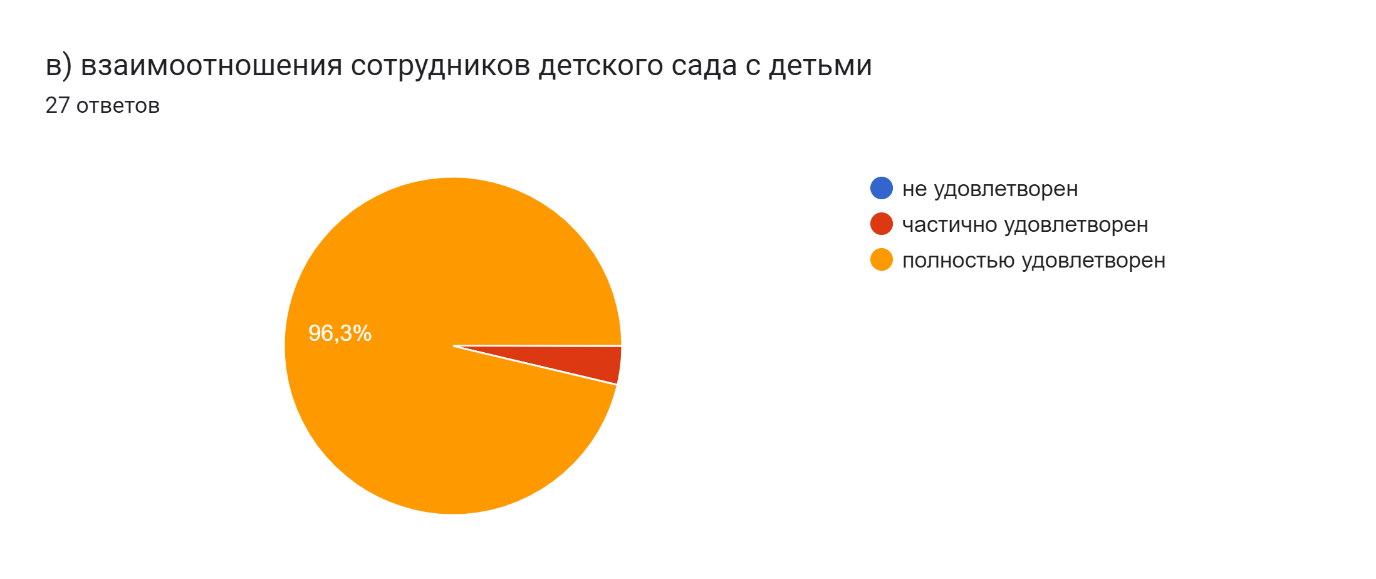 в) взаимоотношения сотрудников детского сада с детьми
27 ответов
не удовлетворен
частично удовлетворен
полностью удовлетворен
96,3%